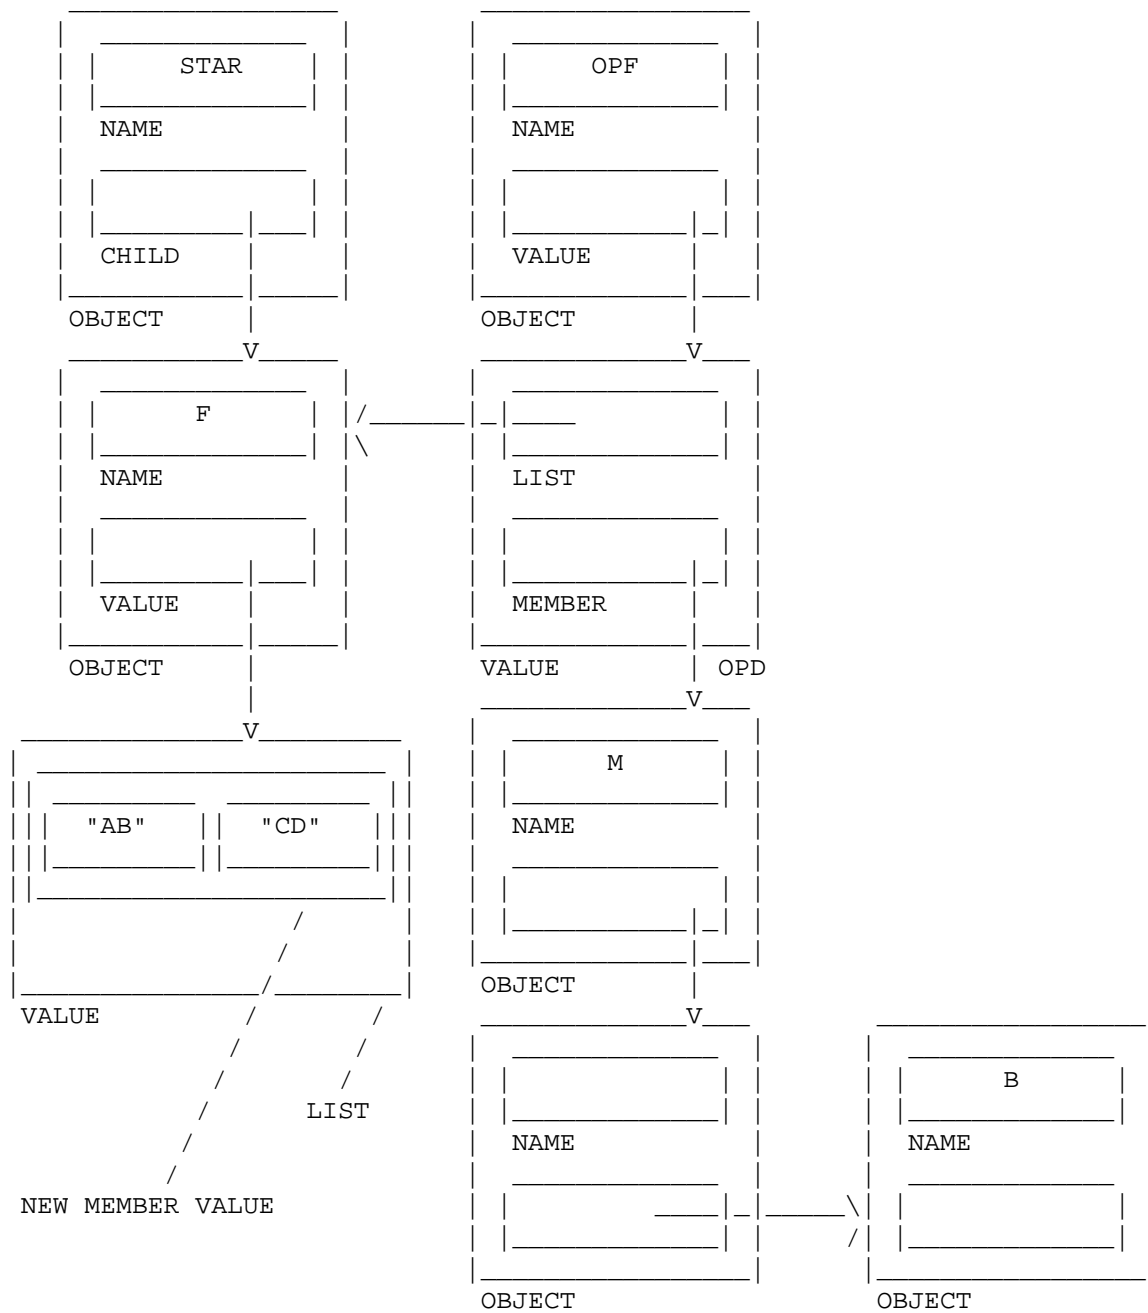 STAR OPF
NAME NAME
CHILD VALUE
OBJECT OBJECT
F
NAME LIST
VALUE MEMBER
OBJECT VALUE OPD
M
"AB" "CD" NAME
OBJECT
VALUE
B
LIST
NAME NAME
NEW MEMBER VALUE
OBJECT OBJECT